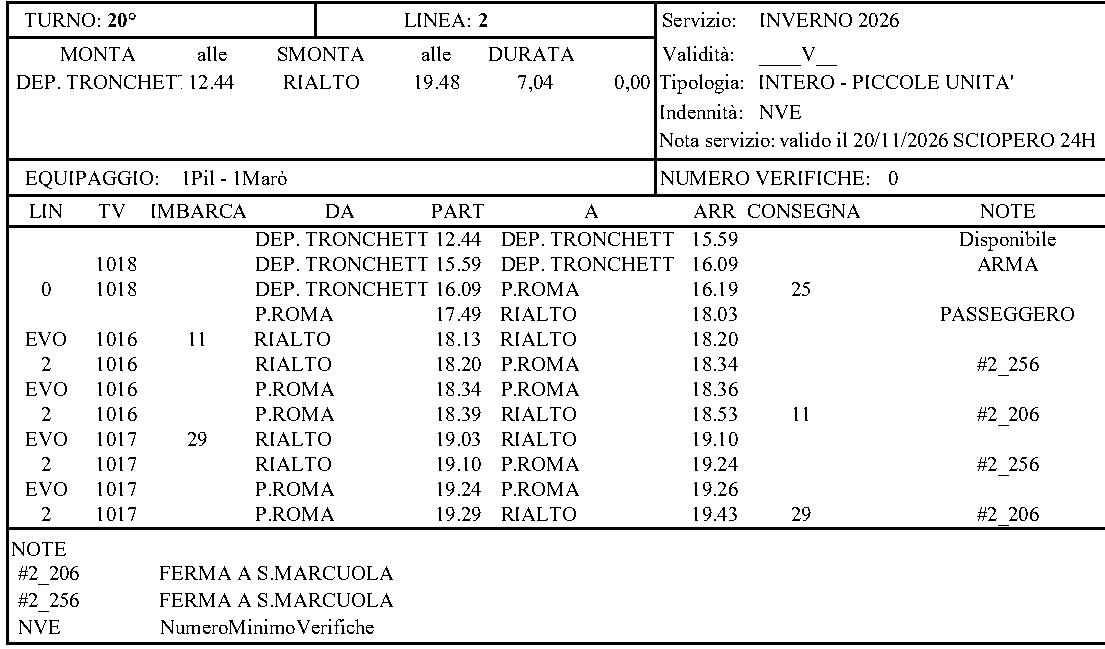 TURNO: 20° LINEA: 2 Servizio: INVERNO 2026
MONTA alle SMONTA alle DURATA Validità: ____V__
DEP. TRONCHETT 12.44 RIALTO 19.48 7,04 0,00 Tipologia: INTERO - PICCOLE UNITA'
Indennità: NVE
Nota servizio: valido il 20/11/2026 SCIOPERO 24H
EQUIPAGGIO: 1Pil - 1Marò NUMERO VERIFICHE: 0
LIN TV IMBARCA DA PART A ARR CONSEGNA NOTE
DEP. TRONCHETT 12.44 DEP. TRONCHETT 15.59 Disponibile
1018 DEP. TRONCHETT 15.59 DEP. TRONCHETT 16.09 ARMA
0 1018 DEP. TRONCHETT 16.09 P.ROMA 16.19 25
P.ROMA 17.49 RIALTO 18.03 PASSEGGERO
EVO 1016 11 RIALTO 18.13 RIALTO 18.20
2 1016 RIALTO 18.20 P.ROMA 18.34 #2_256
EVO 1016 P.ROMA 18.34 P.ROMA 18.36
2 1016 P.ROMA 18.39 RIALTO 18.53 11 #2_206
EVO 1017 29 RIALTO 19.03 RIALTO 19.10
2 1017 RIALTO 19.10 P.ROMA 19.24 #2_256
EVO 1017 P.ROMA 19.24 P.ROMA 19.26
2 1017 P.ROMA 19.29 RIALTO 19.43 29 #2_206
NOTE
#2_206 FERMA A S.MARCUOLA
#2_256 FERMA A S.MARCUOLA
NVE NumeroMinimoVerifiche